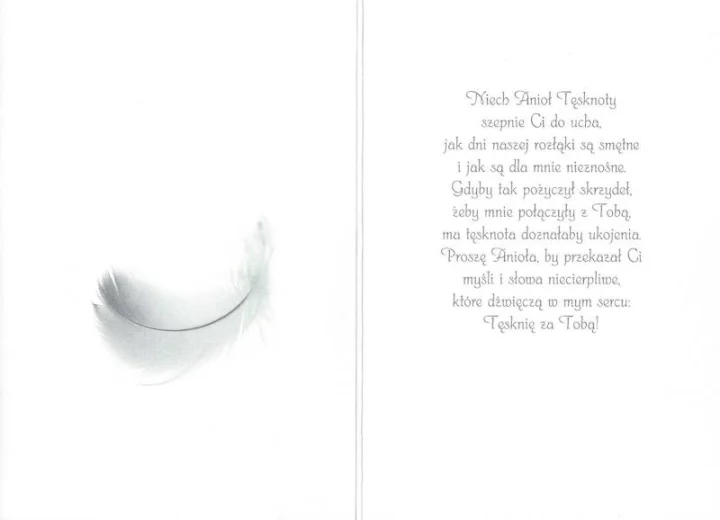 Niech Anioł Tęsknoty
szepnie Ci do ucha,
jak dni naszej rozłąki są smętne
i jak są dla mnie nieznośne.
Gdyby tak pożyczył skrzydeł,
żeby mnie połączyły z Tobą,
ma tęsknota doznałaby ukojenia.
Proszę Anioła, by przekazał Ci
myśli i słowa niecierpliwe,
które dźwięczą w mym sercu:
Tęsknię za Tobą!